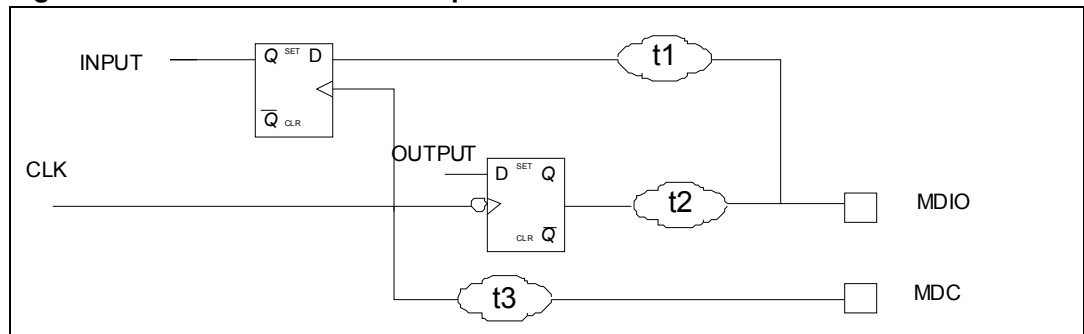 INPUT
Q SET D
Q CLR
t1
OUTPUT
CLK
D SET Q
CLR Q
t2
MDIO
t3
MDC